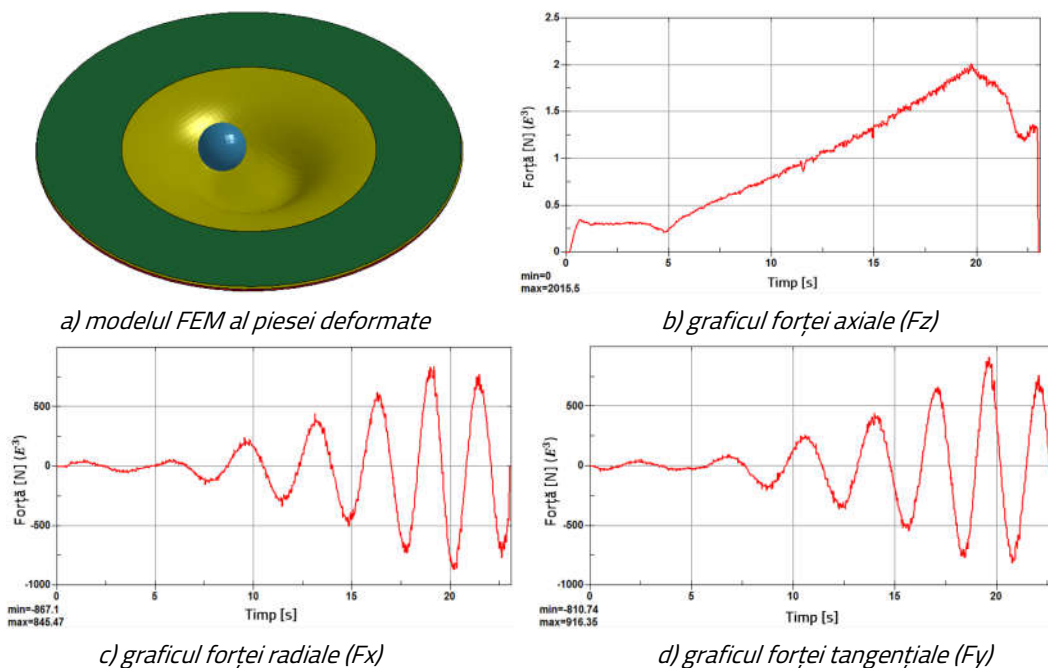 2.5
2
1.5
1
0.5
0
Forță [N] (E³)
0 5 10 15 20
Timp [s]
min=0
max=2015.5
a) modelul FEM al piesei deformate
b) graficul forței axiale (Fz)
500
0
-500
-1000
Forță [N] (E³)
0 5 10 15 20
Timp [s]
min=-867.1
max=845.47
500
0
-500
-1000
Forță [N] (E³)
0 5 10 15 20
Timp [s]
min=-810.74
max=916.35
c) graficul forței radiale (Fx)
d) graficul forței tangențiale (Fy)